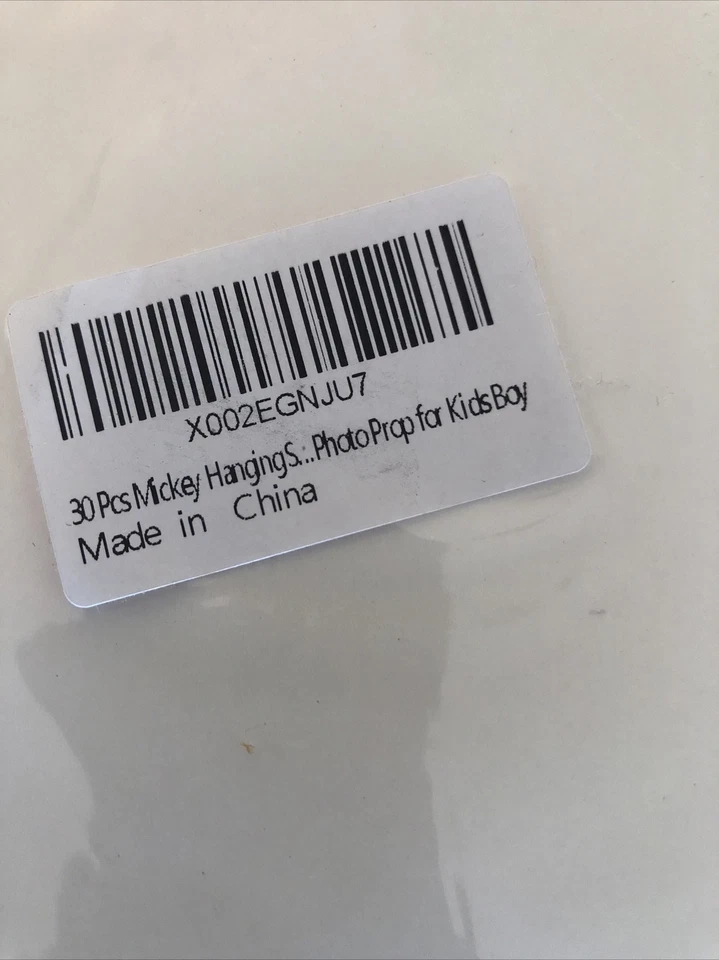 X002EGNJU7
30 Pcs Mickey Hanging S...Photo Prop for Kids Boy
Made in China